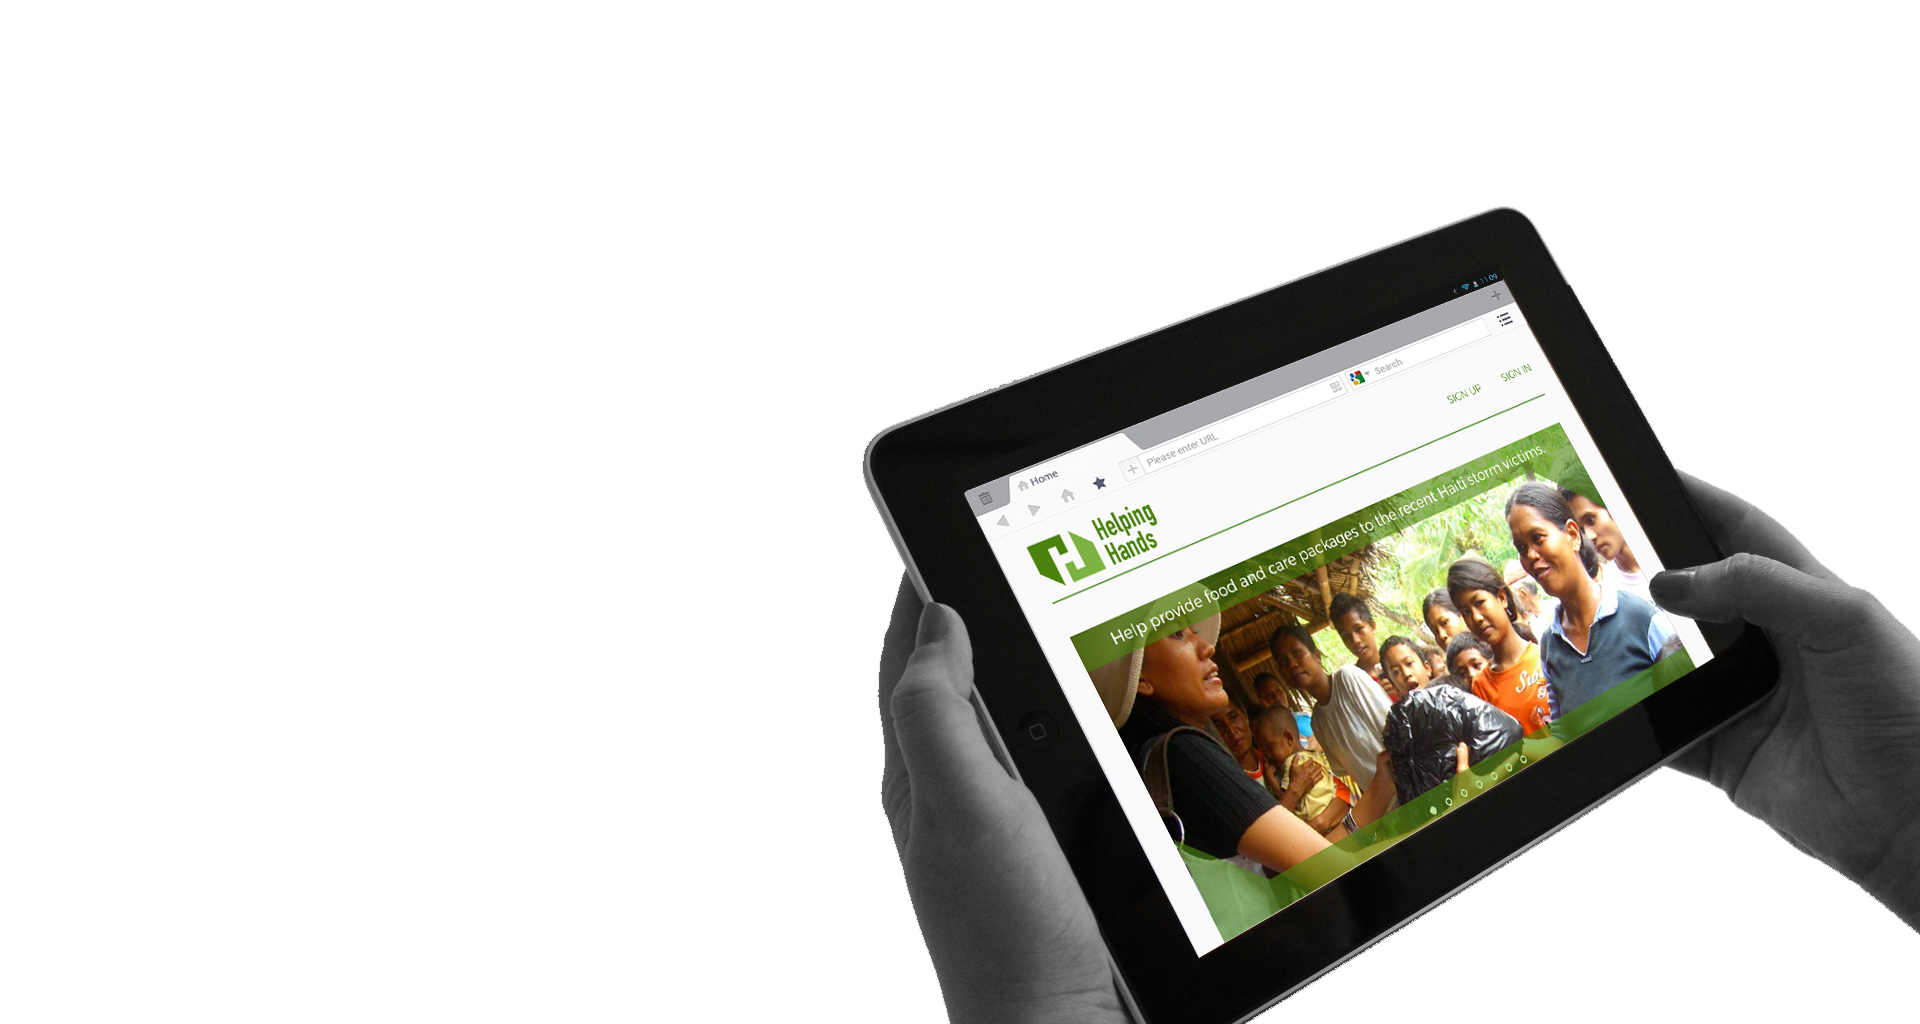 11:09
Home
Please enter URL
Search
SIGN UP
SIGN IN
Helping
Hands
Help provide food and care packages to the recent Haiti storm victims.